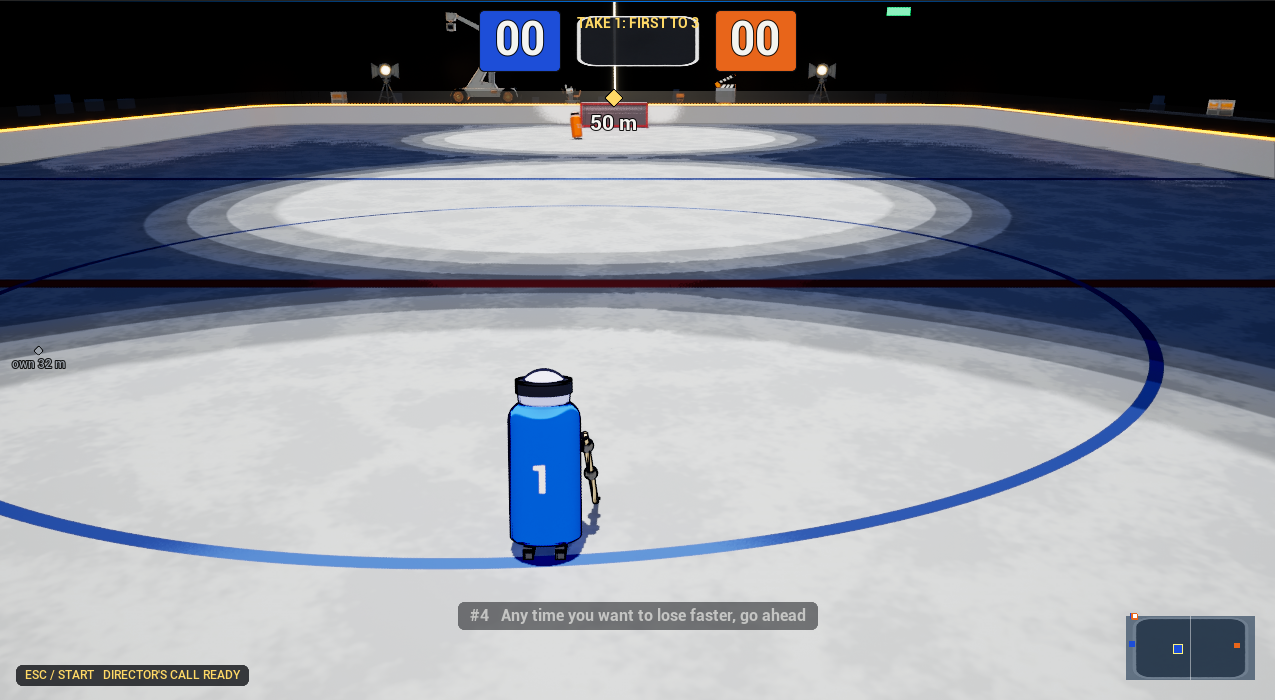 00
TAKE 1: FIRST TO 3
00
50 m
own 32 m
1
#4 Any time you want to lose faster, go ahead
ESC / START DIRECTOR'S CALL READY